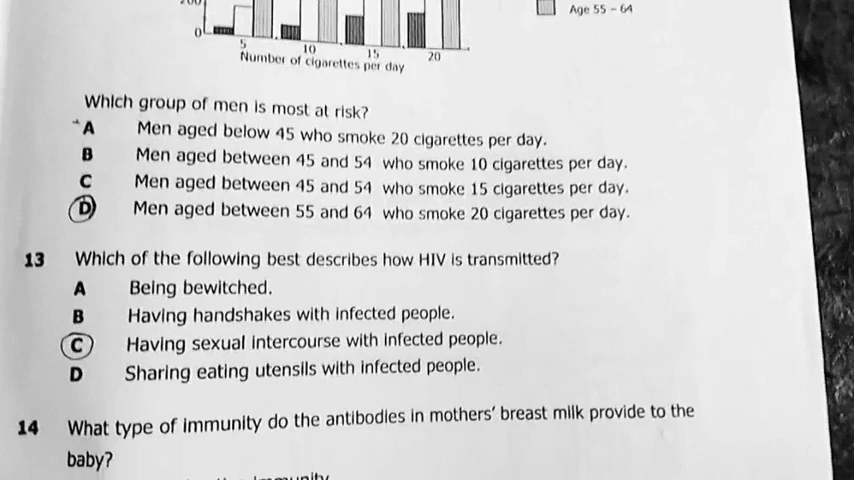 0
5
10
15
20
Age 55 – 64
Number of cigarettes per day
Which group of men is most at risk?
A Men aged below 45 who smoke 20 cigarettes per day.
B Men aged between 45 and 54 who smoke 10 cigarettes per day.
C Men aged between 45 and 54 who smoke 15 cigarettes per day.
D Men aged between 55 and 64 who smoke 20 cigarettes per day.
13 Which of the following best describes how HIV is transmitted?
A Being bewitched.
B Having handshakes with infected people.
C Having sexual intercourse with infected people.
D Sharing eating utensils with infected people.
14 What type of immunity do the antibodies in mothers' breast milk provide to the
baby?